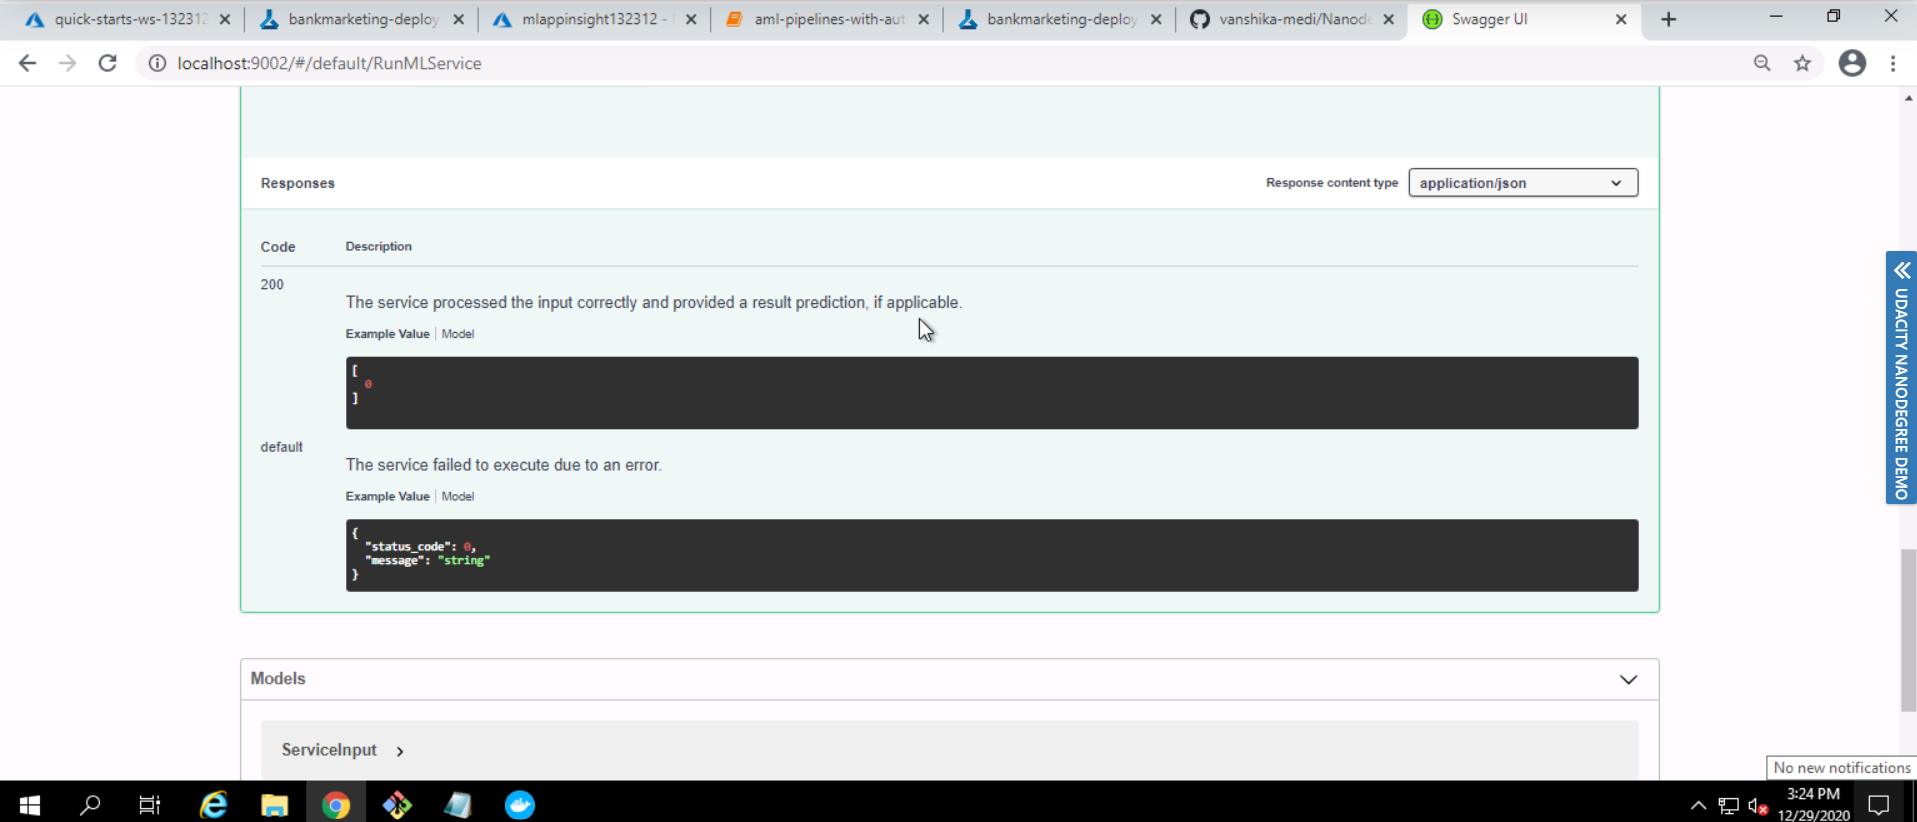 quick-starts-ws-132312
bankmarketing-deploy
mlappinsight132312 -
aml-pipelines-with-aut
bankmarketing-deploy
vanshika-medi/Nanode
Swagger UI
localhost:9002/#/default/RunMLService
Responses
Response content type
application/json
Code
Description
200
The service processed the input correctly and provided a result prediction, if applicable.
Example Value | Model
[
0
]
default
The service failed to execute due to an error.
Example Value | Model
{
"status_code": 0,
"message": "string"
}
Models
ServiceInput
UDACITY NANODEGREE DEMO
No new notifications
3:24 PM
12/29/2020